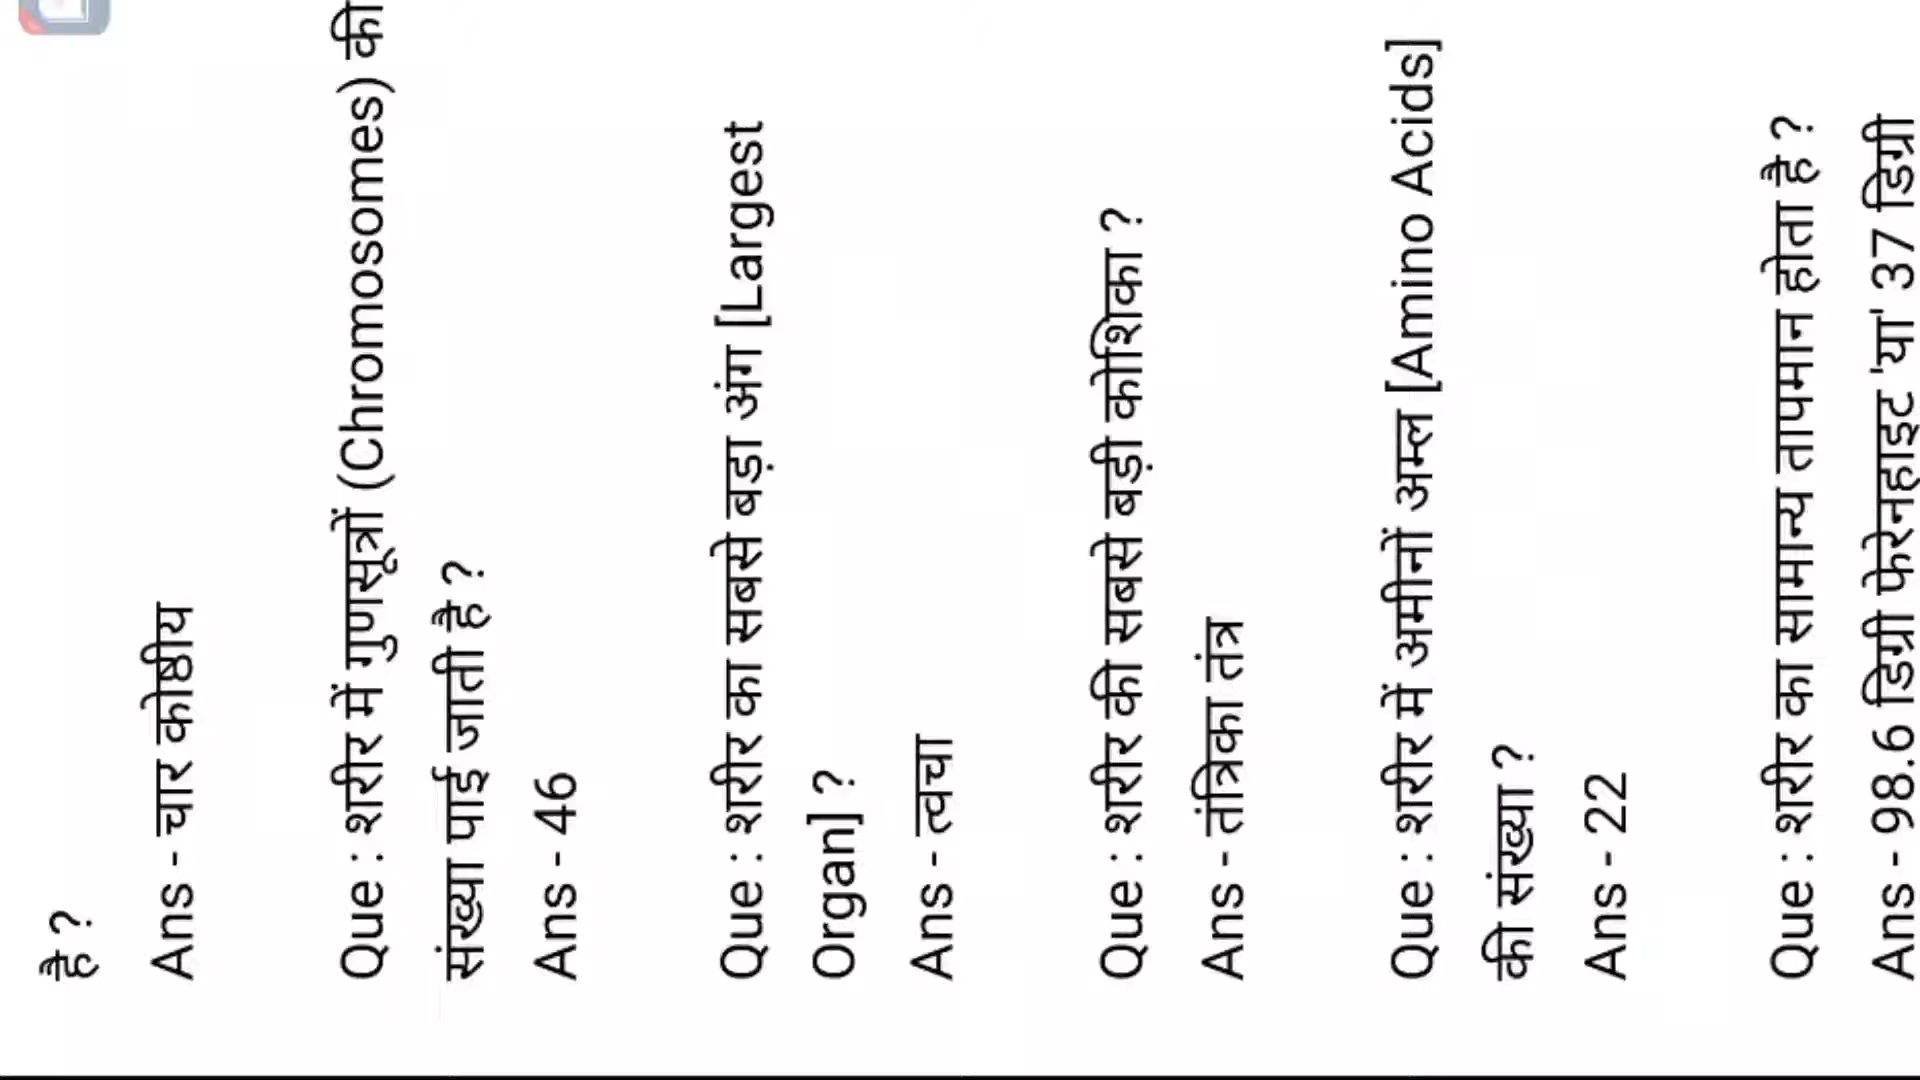 है ?
Ans - चार कोष्ठीय
Que : शरीर में गुणसूत्रों (Chromosomes) की
संख्या पाई जाती है ?
Ans - 46
Que : शरीर का सबसे बड़ा अंग [Largest
Organ] ?
Ans - त्वचा
Que : शरीर की सबसे बड़ी कोशिका ?
Ans - तंत्रिका तंत्र
Que : शरीर में अमीनों अम्ल [Amino Acids]
की संख्या ?
Ans - 22
Que : शरीर का सामान्य तापमान होता है ?
Ans - 98.6 डिग्री फेरेनहाइट 'या' 37 डिग्री